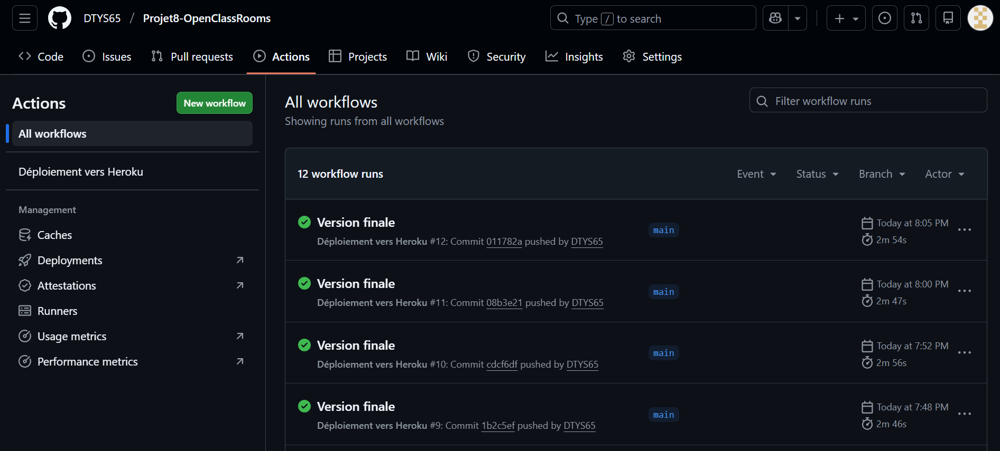 DTYS65 / Projet8-OpenClassRooms
Type / to search
Code
Issues
Pull requests
Actions
Projects
Wiki
Security
Insights
Settings
Actions
New workflow
All workflows
Déploiement vers Heroku
Management
Caches
Deployments
Attestations
Runners
Usage metrics
Performance metrics
All workflows
Showing runs from all workflows
Filter workflow runs
12 workflow runs
Event
Status
Branch
Actor
Version finale
Déploiement vers Heroku #12: Commit 011782a pushed by DTYS65
main
Today at 8:05 PM
2m 54s
Version finale
Déploiement vers Heroku #11: Commit 08b3e21 pushed by DTYS65
main
Today at 8:00 PM
2m 47s
Version finale
Déploiement vers Heroku #10: Commit cdcf6df pushed by DTYS65
main
Today at 7:52 PM
2m 56s
Version finale
Déploiement vers Heroku #9: Commit 1b2c5ef pushed by DTYS65
main
Today at 7:48 PM
2m 46s